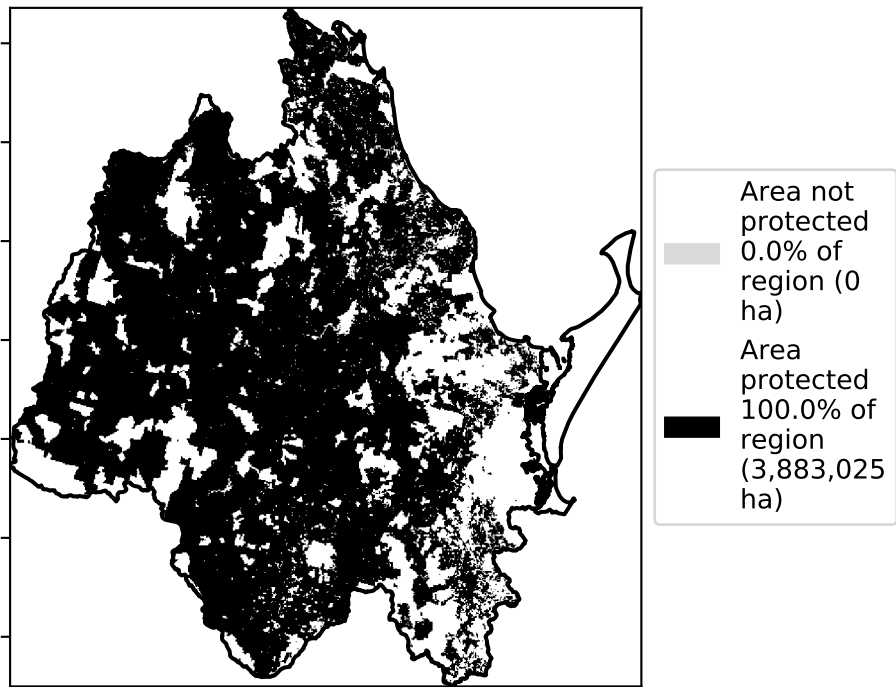 Area not
protected
0.0% of
region (0
ha)
Area
protected
100.0% of
region
(3,883,025
ha)